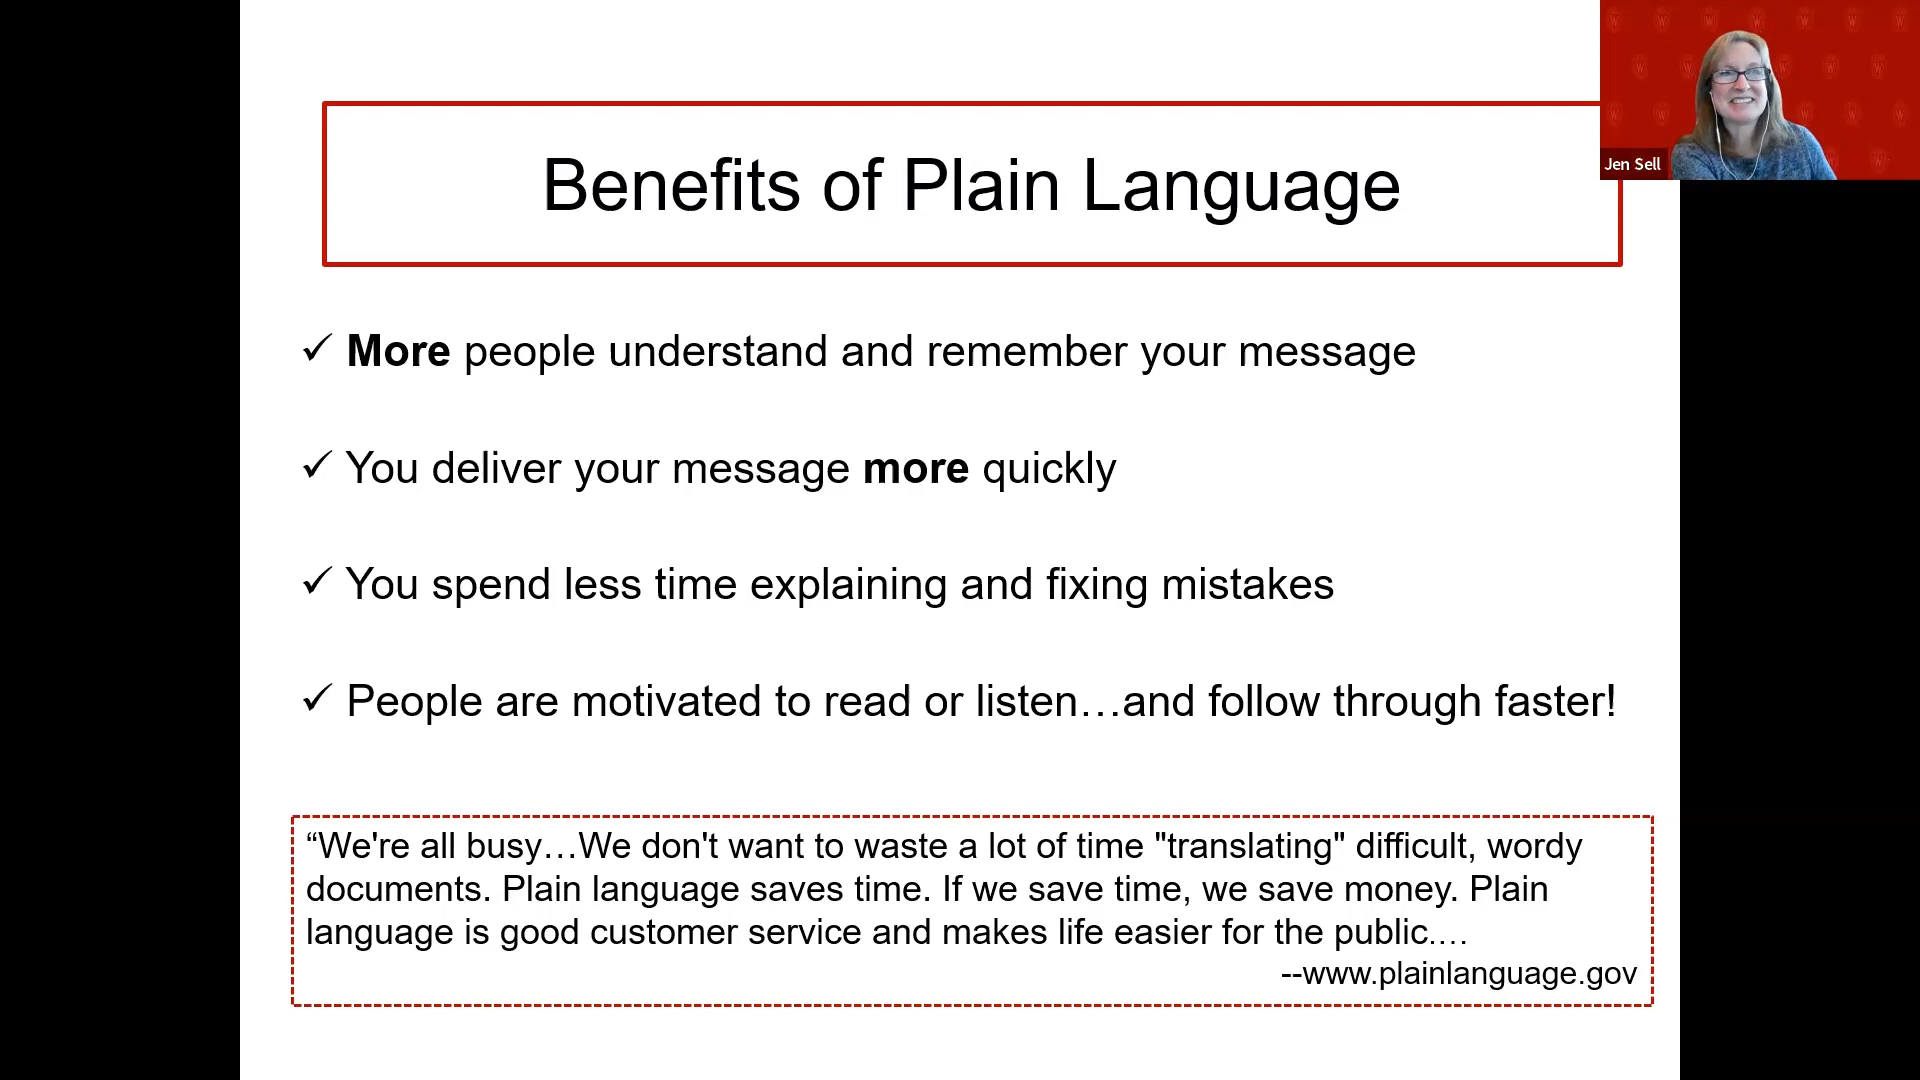 Benefits of Plain Language
Jen Sell
✓ More people understand and remember your message
✓ You deliver your message more quickly
✓ You spend less time explaining and fixing mistakes
✓ People are motivated to read or listen…and follow through faster!
“We're all busy…We don't want to waste a lot of time "translating" difficult, wordy
documents. Plain language saves time. If we save time, we save money. Plain
language is good customer service and makes life easier for the public....
--www.plainlanguage.gov